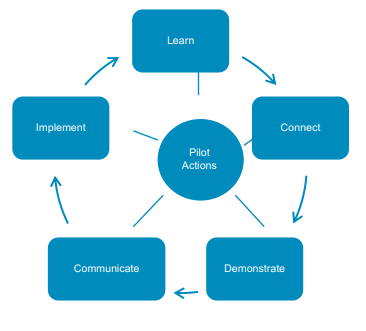 Learn
Implement
Connect
Pilot
Actions
Communicate
Demonstrate